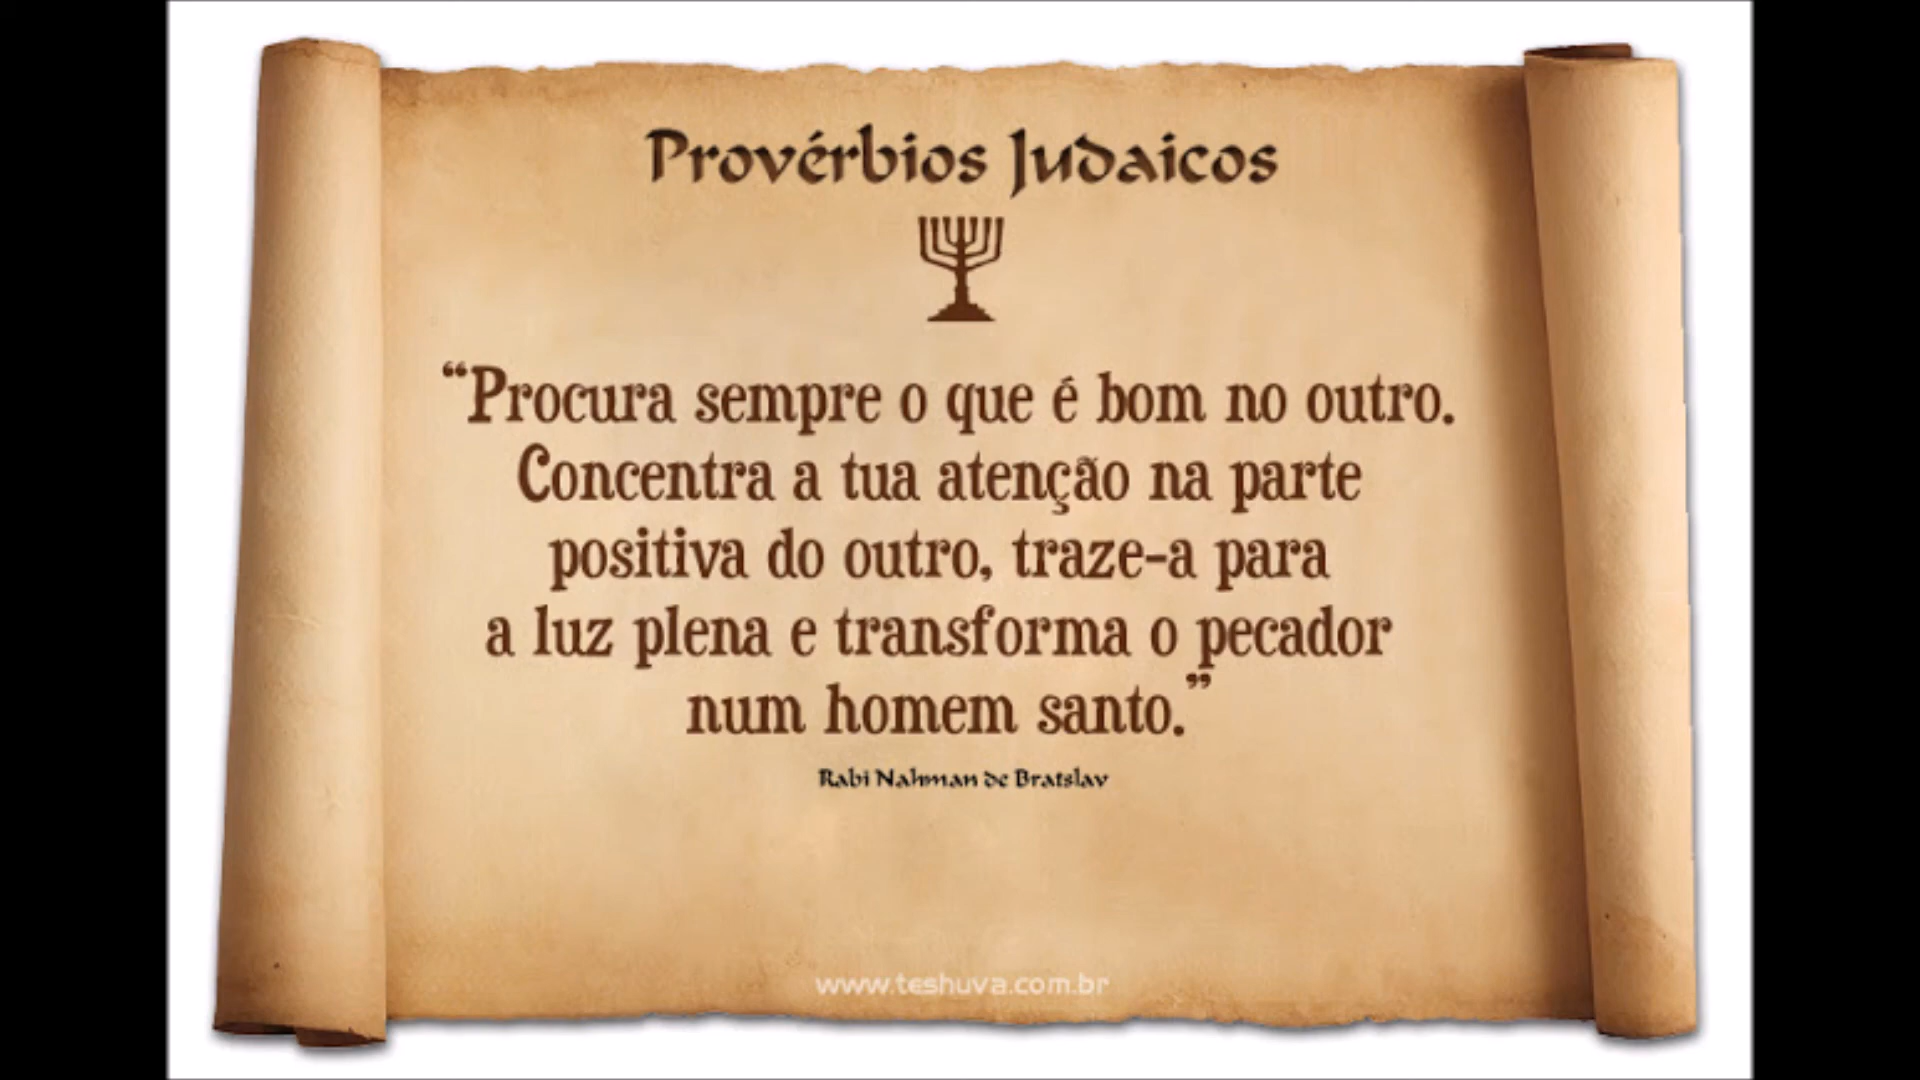 Provérbios Judaicos
“Procura sempre o que é bom no outro.
Concentra a tua atenção na parte
positiva do outro, traze-a para
a luz plena e transforma o pecador
num homem santo.”
Rabi Nahman de Bratslav
www.teshuva.com.br